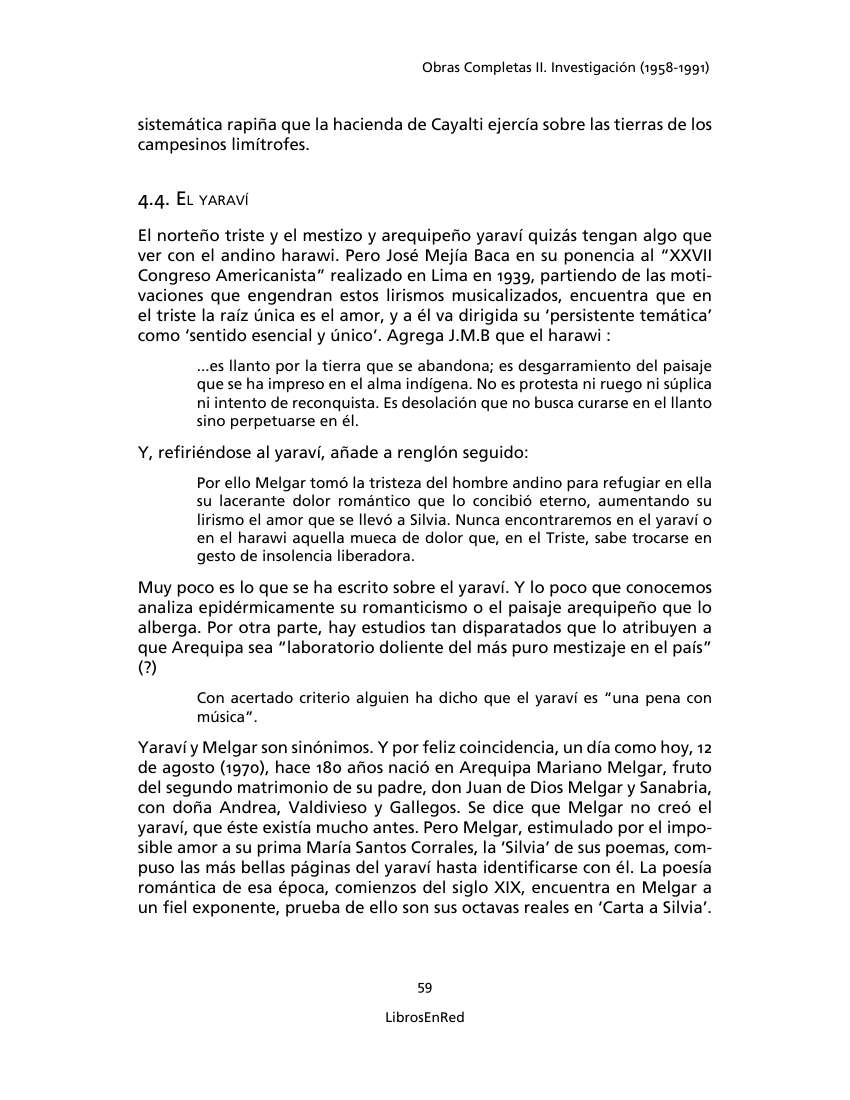 Obras Completas II. Investigación (1958-1991)
sistemática rapiña que la hacienda de Cayalti ejercía sobre las tierras de los
campesinos limítrofes.
4.4. El yaraví
El norteño triste y el mestizo y arequipeño yaraví quizás tengan algo que
ver con el andino harawi. Pero José Mejía Baca en su ponencia al “XXVII
Congreso Americanista” realizado en Lima en 1939, partiendo de las moti-
vaciones que engendran estos lirismos musicalizados, encuentra que en
el triste la raíz única es el amor, y a él va dirigida su ‘persistente temática’
como ‘sentido esencial y único’. Agrega J.M.B que el harawi :
...es llanto por la tierra que se abandona; es desgarramiento del paisaje
que se ha impreso en el alma indígena. No es protesta ni ruego ni súplica
ni intento de reconquista. Es desolación que no busca curarse en el llanto
sino perpetuarse en él.
Y, refiriéndose al yaraví, añade a renglón seguido:
Por ello Melgar tomó la tristeza del hombre andino para refugiar en ella
su lacerante dolor romántico que lo concibió eterno, aumentando su
lirismo el amor que se llevó a Silvia. Nunca encontraremos en el yaraví o
en el harawi aquella mueca de dolor que, en el Triste, sabe trocarse en
gesto de insolencia liberadora.
Muy poco es lo que se ha escrito sobre el yaraví. Y lo poco que conocemos
analiza epidérmicamente su romanticismo o el paisaje arequipeño que lo
alberga. Por otra parte, hay estudios tan disparatados que lo atribuyen a
que Arequipa sea “laboratorio doliente del más puro mestizaje en el país”
(?)
Con acertado criterio alguien ha dicho que el yaraví es “una pena con
música”.
Yaraví y Melgar son sinónimos. Y por feliz coincidencia, un día como hoy, 12
de agosto (1970), hace 180 años nació en Arequipa Mariano Melgar, fruto
del segundo matrimonio de su padre, don Juan de Dios Melgar y Sanabria,
con doña Andrea, Valdivieso y Gallegos. Se dice que Melgar no creó el
yaraví, que éste existía mucho antes. Pero Melgar, estimulado por el impo-
sible amor a su prima María Santos Corrales, la ‘Silvia’ de sus poemas, com-
puso las más bellas páginas del yaraví hasta identificarse con él. La poesía
romántica de esa época, comienzos del siglo XIX, encuentra en Melgar a
un fiel exponente, prueba de ello son sus octavas reales en ‘Carta a Silvia’.
59
LibrosEnRed